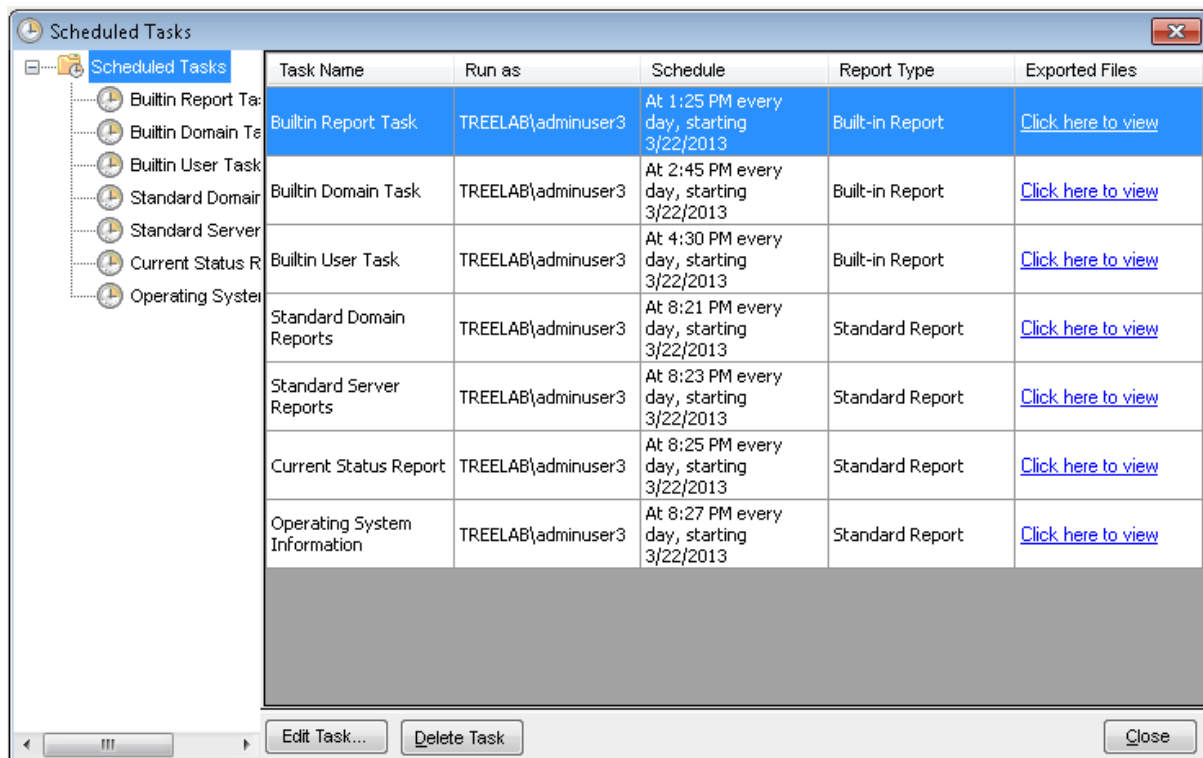 Scheduled Tasks
Scheduled Tasks
Builtin Report Ta
Builtin Domain Ta
Builtin User Task
Standard Domain
Standard Server
Current Status R
Operating System
Task Name Run as Schedule Report Type Exported Files
Builtin Report Task TREELAB\adminuser3 At 1:25 PM every day, starting 3/22/2013 Built-in Report Click here to view
Builtin Domain Task TREELAB\adminuser3 At 2:45 PM every day, starting 3/22/2013 Built-in Report Click here to view
Builtin User Task TREELAB\adminuser3 At 4:30 PM every day, starting 3/22/2013 Built-in Report Click here to view
Standard Domain Reports TREELAB\adminuser3 At 8:21 PM every day, starting 3/22/2013 Standard Report Click here to view
Standard Server Reports TREELAB\adminuser3 At 8:23 PM every day, starting 3/22/2013 Standard Report Click here to view
Current Status Report TREELAB\adminuser3 At 8:25 PM every day, starting 3/22/2013 Standard Report Click here to view
Operating System Information TREELAB\adminuser3 At 8:27 PM every day, starting 3/22/2013 Standard Report Click here to view
Edit Task... Delete Task Close